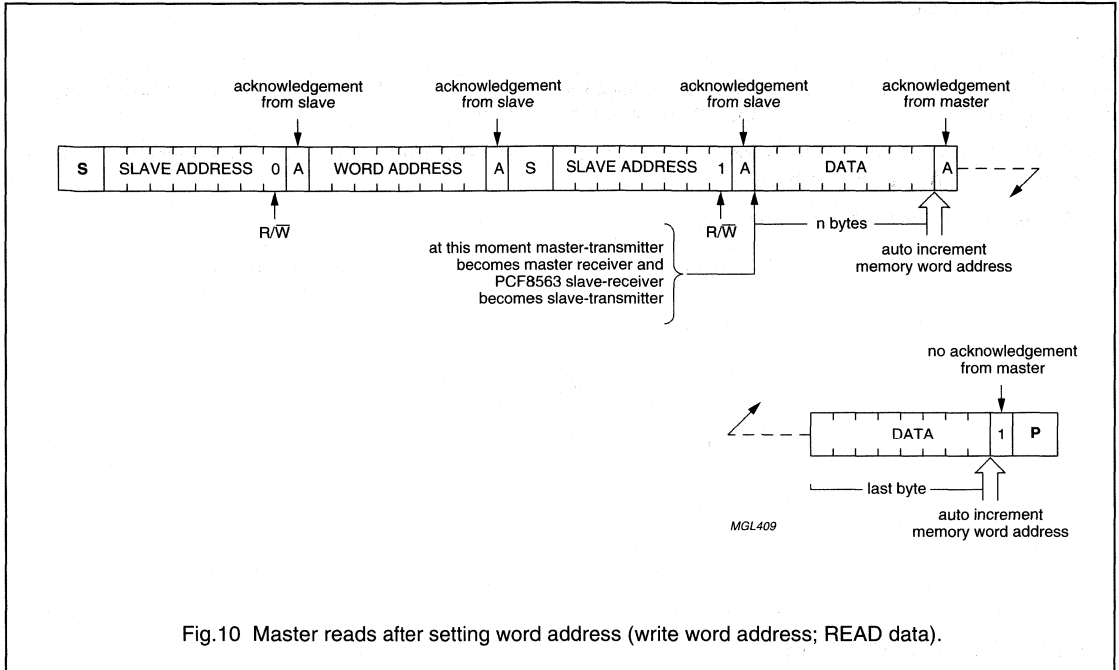 acknowledgement
from slave
acknowledgement
from slave
acknowledgement
from slave
acknowledgement
from master
S SLAVE ADDRESS 0 A WORD ADDRESS A S SLAVE ADDRESS 1 A DATA A
R/W̅
R/W̅
n bytes
at this moment master-transmitter
becomes master receiver and
PCF8563 slave-receiver
becomes slave-transmitter
auto increment
memory word address
no acknowledgement
from master
DATA 1 P
last byte
auto increment
memory word address
MGL409
Fig.10 Master reads after setting word address (write word address; READ data).